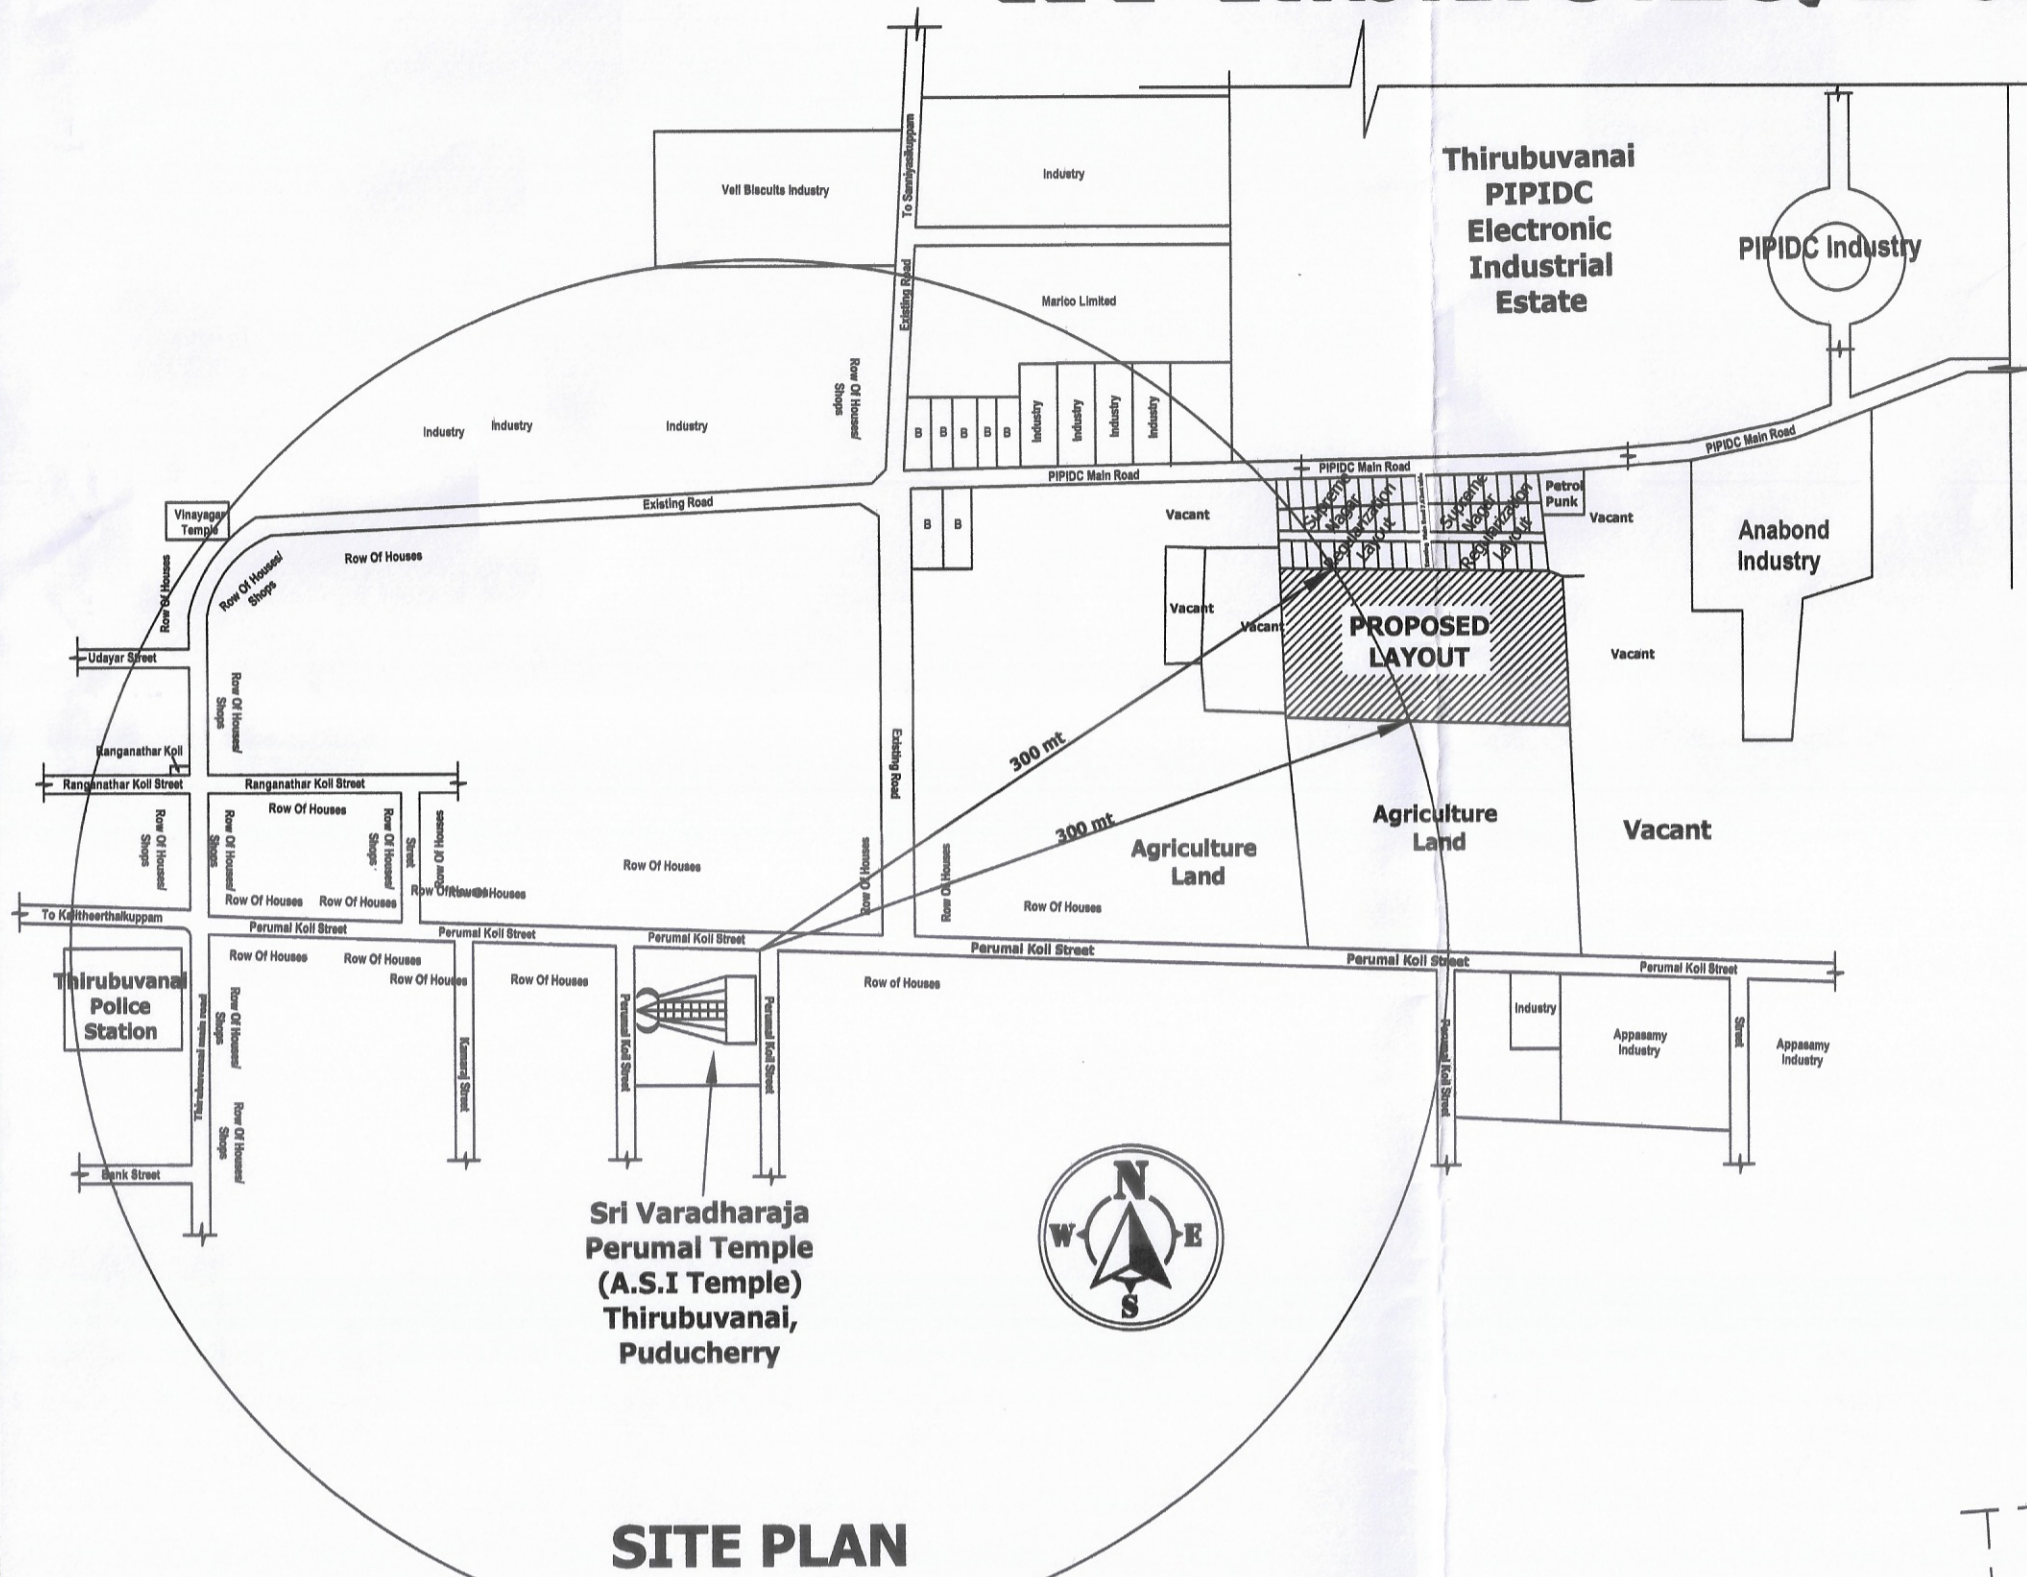 To Sanniyasikuppam
Veli Biscuits Industry
Industry
Thirubuvanai
PIPIDC
Electronic
Industrial
Estate
PIPIDC Industry
Existing Road
Marico Limited
Row Of Houses/
Shops
Industry
Industry
Industry
B
B
B
B
B
Industry
Industry
Industry
Industry
PIPIDC Main Road
PIPIDC Main Road
PIPIDC Main Road
Existing Road
Vinayagar
Temple
Row Of Houses
Row Of Houses/
Shops
Row Of Houses
B
B
Vacant
Supreme
Nagar
Regularization
Layout
Supreme
Nagar
Regularization
Layout
Petrol
Punk
Vacant
Anabond
Industry
Vacant
Vacant
PROPOSED
LAYOUT
Vacant
Udayar Street
Row Of Houses/
Shops
Ranganathar Koil
Ranganathar Koil Street
Ranganathar Koil Street
Existing Road
300 mt
300 mt
Row Of Houses/
Shops
Row Of Houses/
Shops
Row Of Houses
Row Of Houses/
Shops
Street
Row Of Houses
Row Of Houses
Row Of Houses
Row Of Houses
Row Of Houses
Row Of Houses
Row Of Houses
Row Of Houses
Row Of Houses
Agriculture
Land
Agriculture
Land
Vacant
To Kalitheerthalkuppam
Perumal Koil Street
Perumal Koil Street
Perumal Koil Street
Perumal Koil Street
Perumal Koil Street
Perumal Koil Street
Thirubuvanai
Police
Station
Row Of Houses
Row Of Houses
Row Of Houses
Row Of Houses
Row of Houses
Thirubuvanai main road
Row Of Houses/
Shops
Row Of Houses/
Shops
Kamaraj Street
Perumal Koil Street
Perumal Koil Street
Perumal Koil Street
Industry
Appasamy
Industry
Street
Appasamy
Industry
Bank Street
Sri Varadharaja
Perumal Temple
(A.S.I Temple)
Thirubuvanai,
Puducherry
N
W
E
S
SITE PLAN